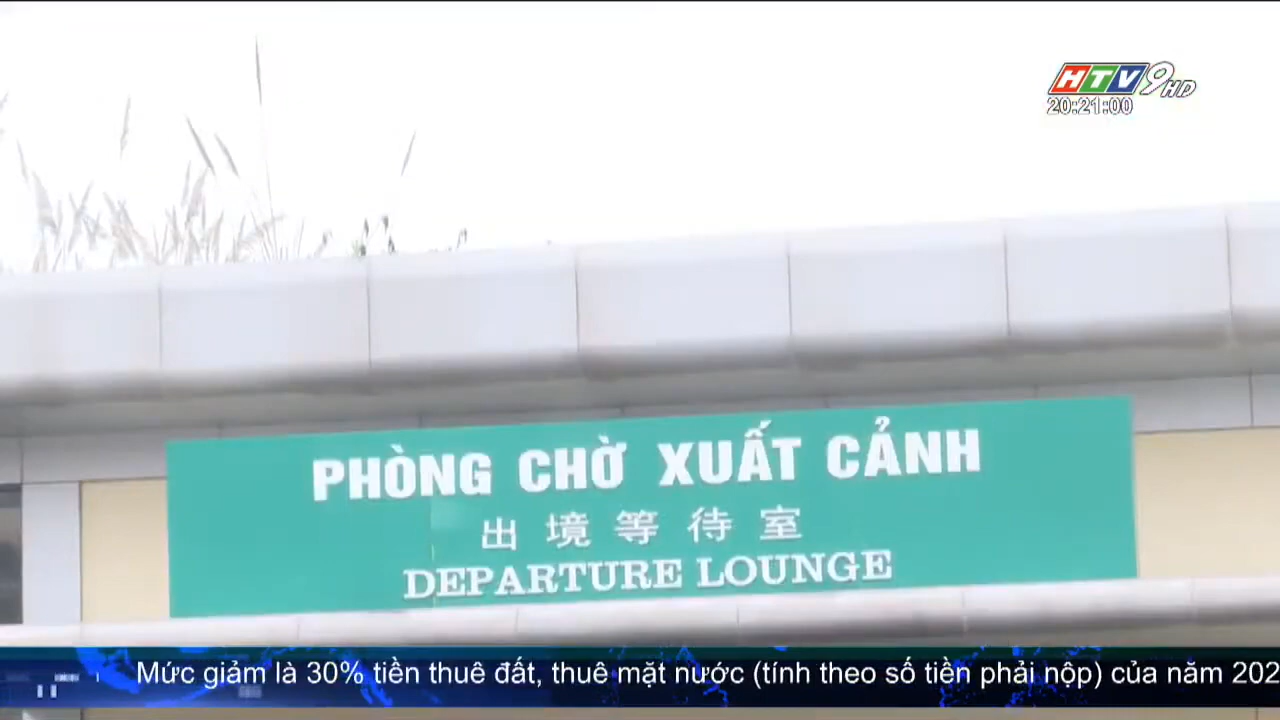 HTV9HD
20:21:00
PHÒNG CHỜ XUẤT CẢNH
出境等待室
DEPARTURE LOUNGE
Mức giảm là 30% tiền thuê đất, thuê mặt nước (tính theo số tiền phải nộp) của năm 202